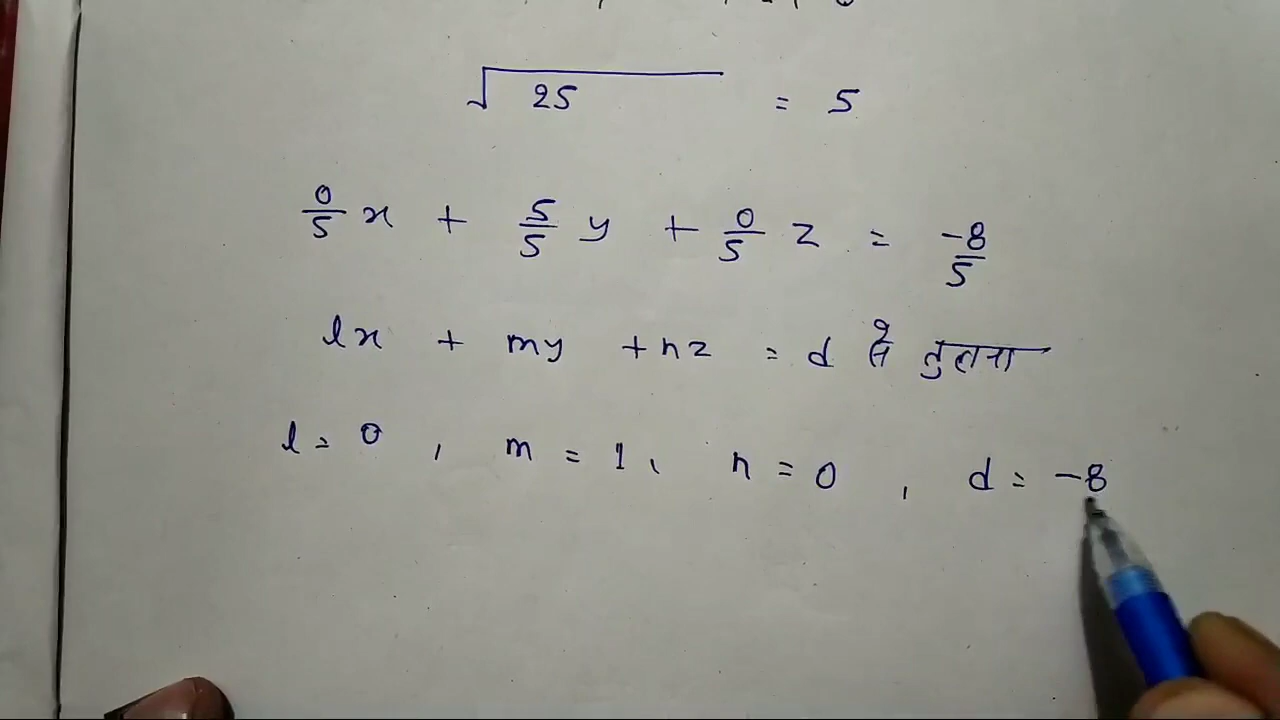 √25 = 5
0/5 x + 5/5 y + 0/5 z = -8/5
lx + my + nz = d से तुलना
l = 0 , m = 1 , n = 0 , d = -8